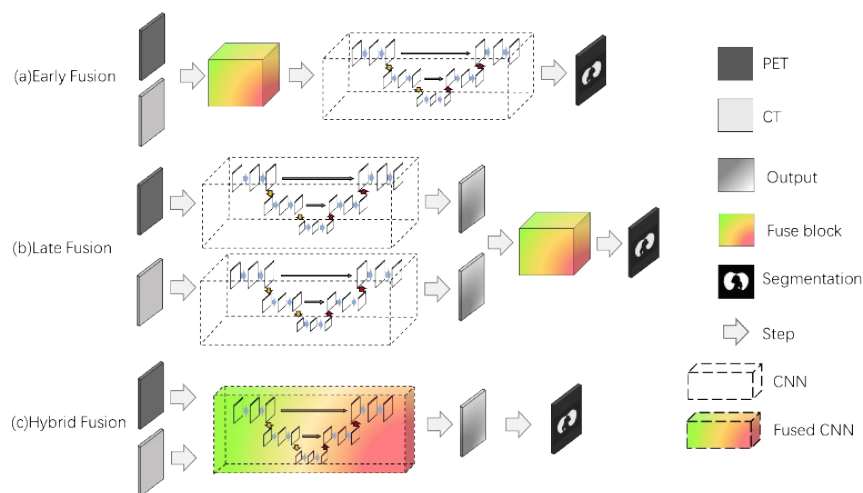 (a)Early Fusion
(b)Late Fusion
(c)Hybrid Fusion
PET
CT
Output
Fuse block
Segmentation
Step
CNN
Fused CNN